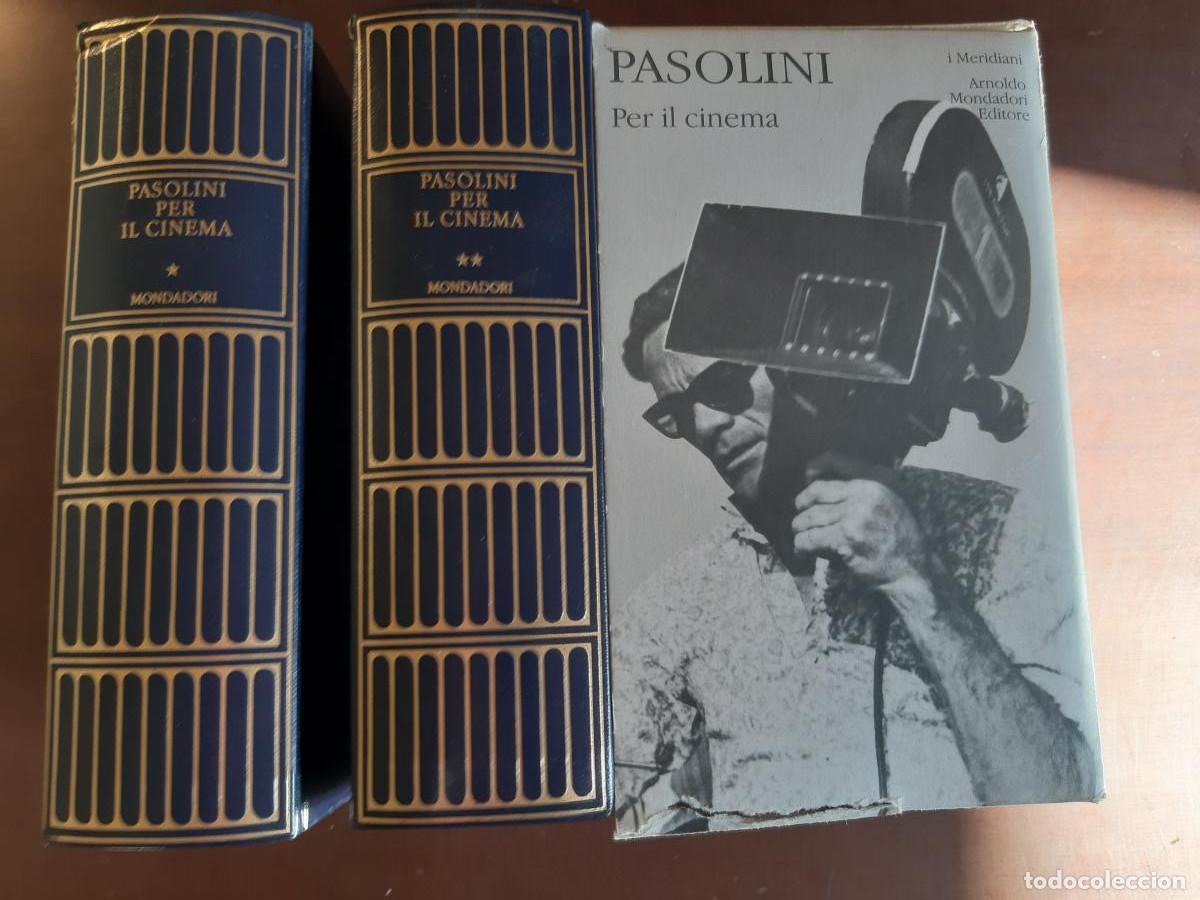 PASOLINI
PER
IL CINEMA
★
MONDADORI
PASOLINI
PER
IL CINEMA
★★
MONDADORI
PASOLINI
Per il cinema
i Meridiani
Arnoldo
Mondadori
Editore
todocoleccion